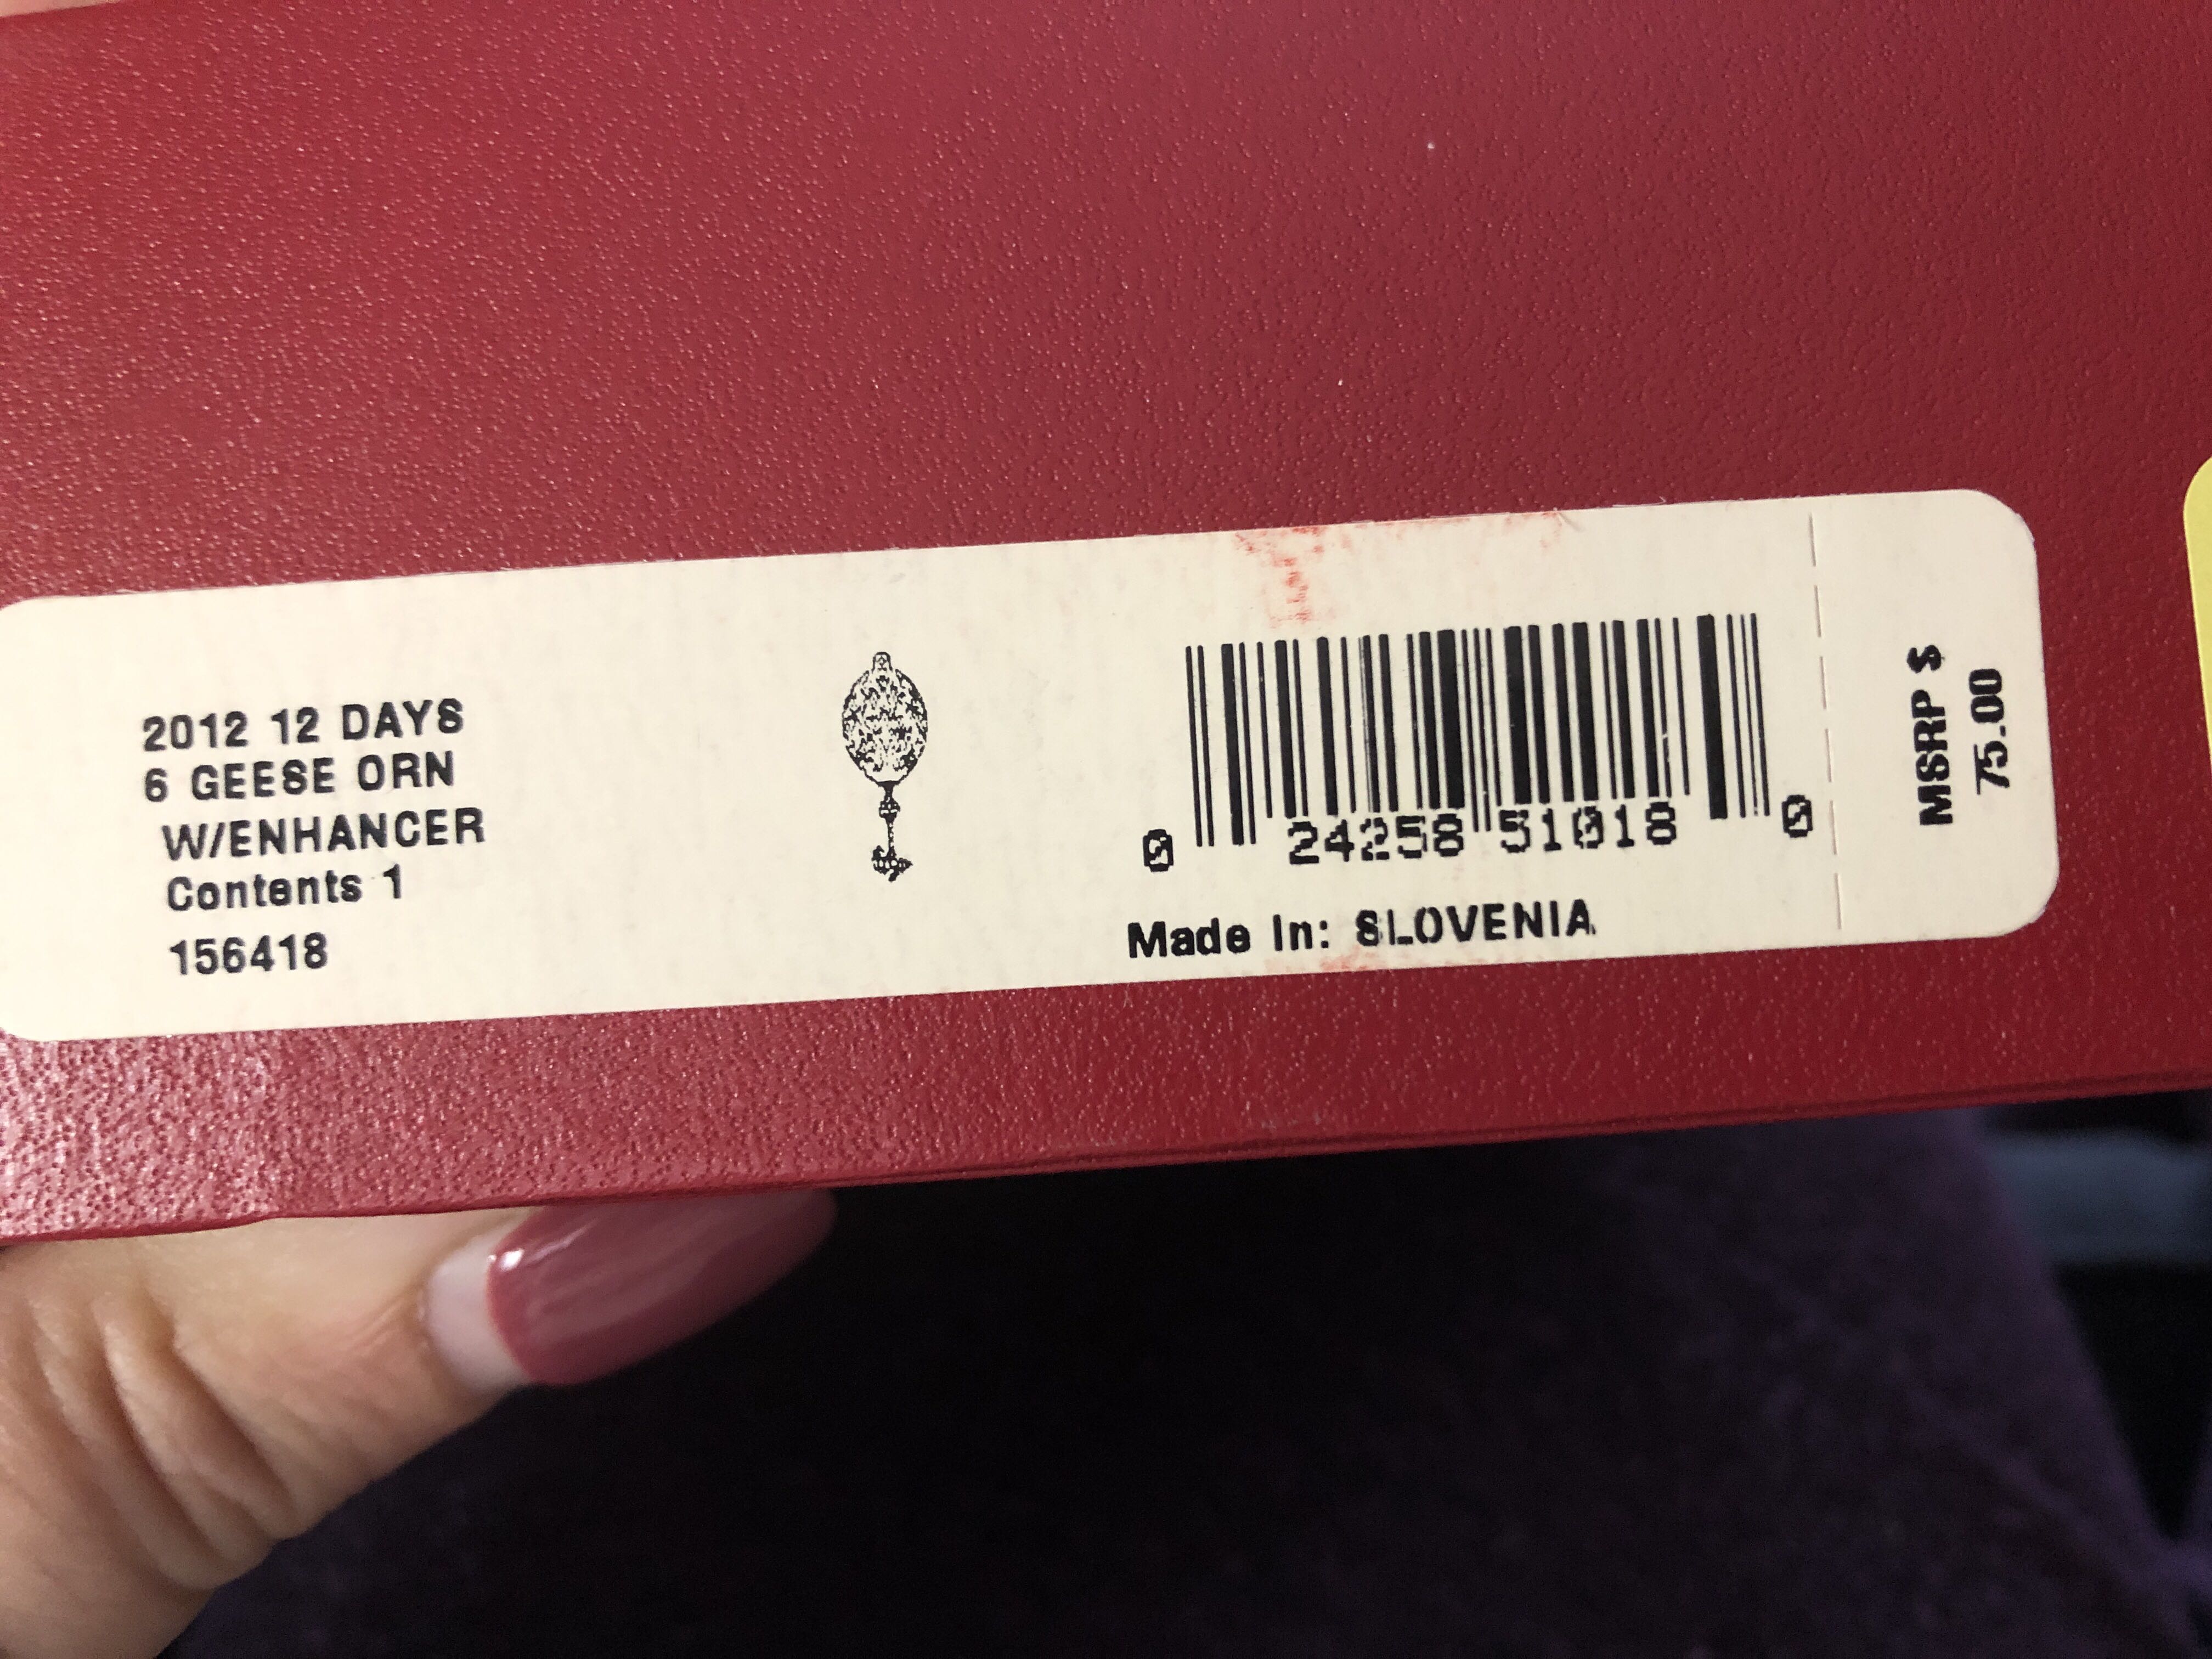 2012 12 DAYS
6 GEESE ORN
W/ENHANCER
Contents 1
156418
0 24258 51018 0
Made In: SLOVENIA
MSRP $
75.00